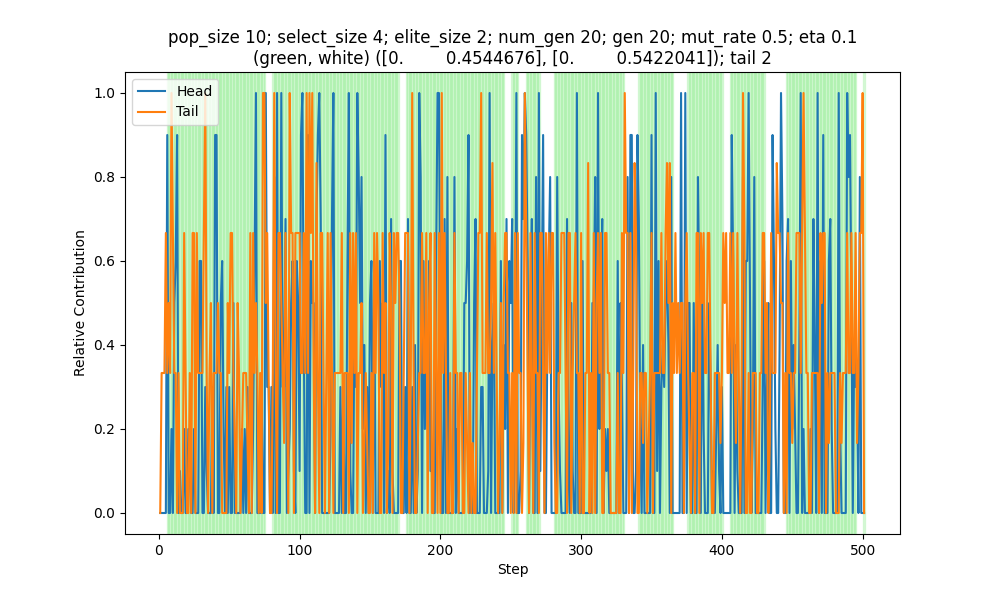 pop_size 10; select_size 4; elite_size 2; num_gen 20; gen 20; mut_rate 0.5; eta 0.1
(green, white) ([0. 0.4544676], [0. 0.5422041]); tail 2
Head
Tail
1.0
0.8
0.6
0.4
0.2
0.0
Relative Contribution
0 100 200 300 400 500
Step